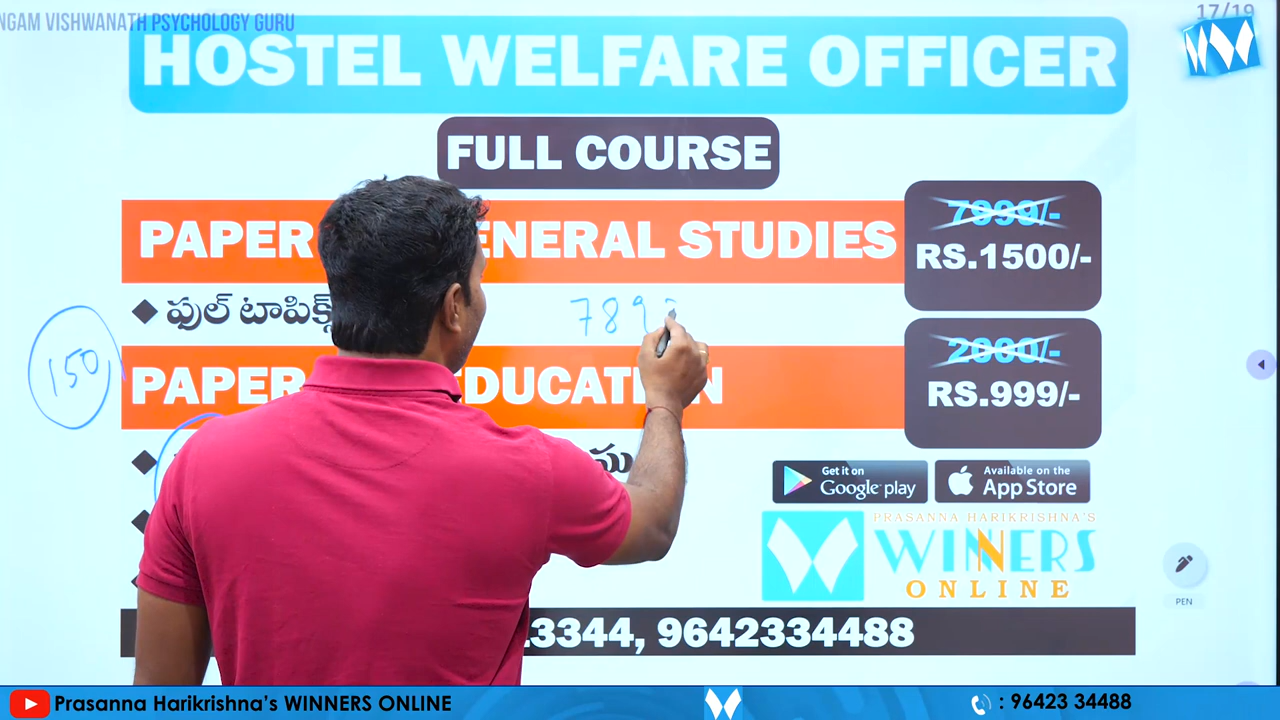 NGAM VISHWANATH PSYCHOLOGY GURU
17/19
HOSTEL WELFARE OFFICER
FULL COURSE
7999/-
PAPER ENERAL STUDIES
RS.1500/-
ఫుల్ టాపిక్స్
789
150
2000/-
PAPER EDUCATION
RS.999/-
Get it on
Google play
Available on the
App Store
PRASANNA HARIKRISHNA'S
WINNERS
ONLINE
PEN
3344, 9642334488
Prasanna Harikrishna's WINNERS ONLINE
: 96423 34488